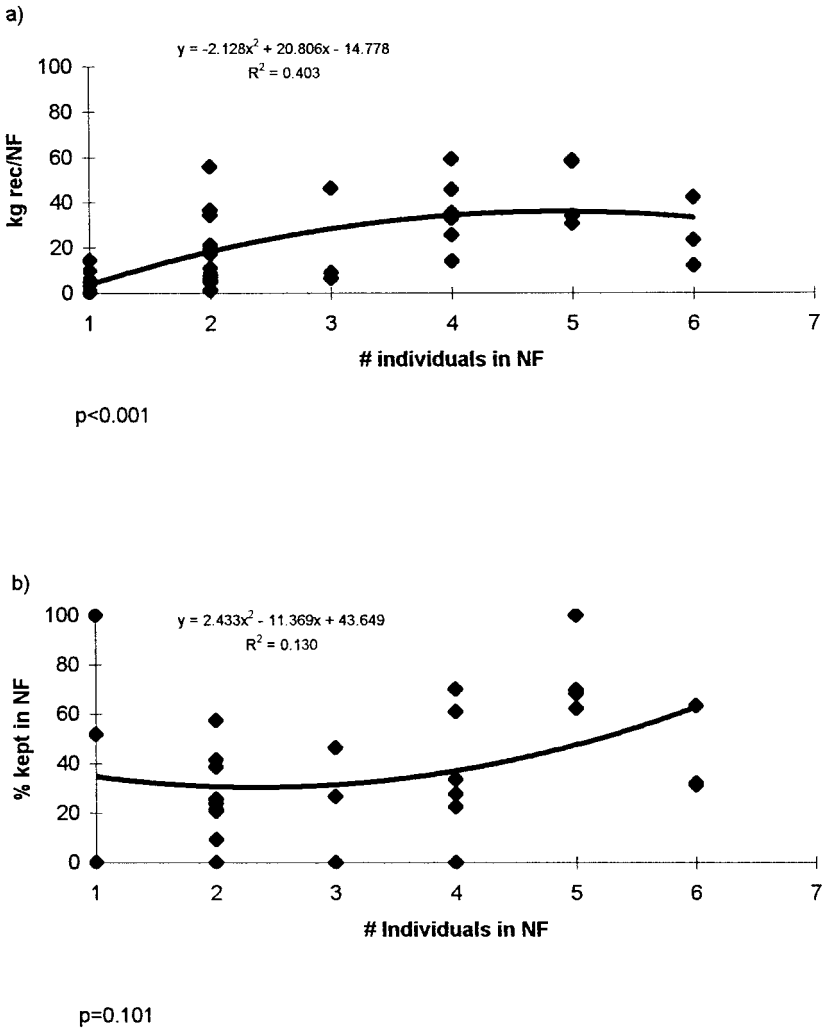 a)
y = -2.128x² + 20.806x - 14.778
R² = 0.403
100
80
60
40
20
0
kg rec/NF
1 2 3 4 5 6 7
# individuals in NF
p<0.001
b)
y = 2.433x² - 11.369x + 43.649
R² = 0.130
100
80
60
40
20
0
% kept in NF
1 2 3 4 5 6 7
# Individuals in NF
p=0.101